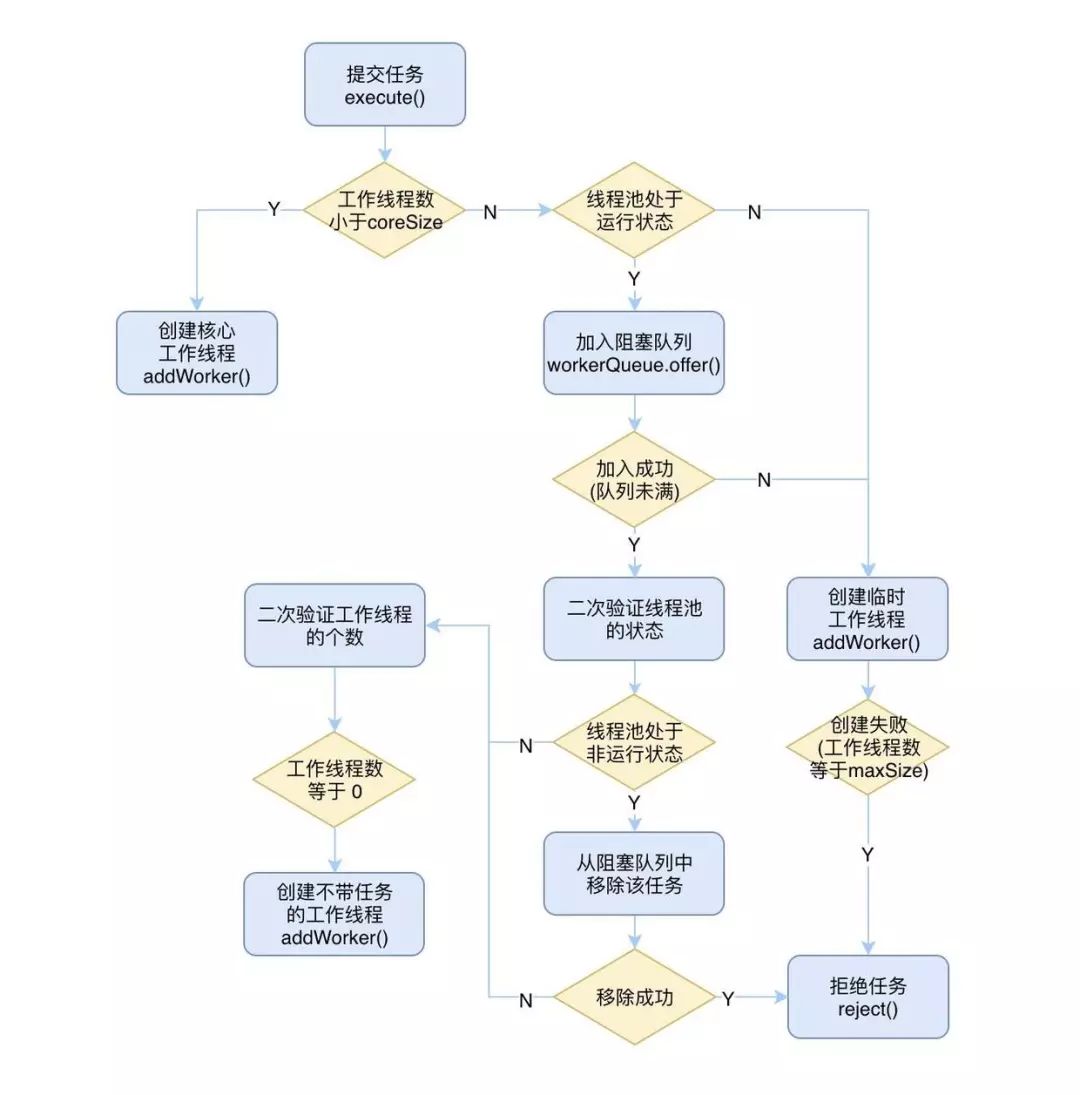 提交任务
execute()
工作线程数
小于coreSize
Y
N
线程池处于
运行状态
N
Y
创建核心
工作线程
addWorker()
加入阻塞队列
workerQueue.offer()
加入成功
(队列未满)
N
Y
二次验证工作线程
的个数
二次验证线程池
的状态
创建临时
工作线程
addWorker()
线程池处于
非运行状态
N
Y
创建失败
(工作线程数
等于maxSize)
Y
工作线程数
等于 0
从阻塞队列中
移除该任务
创建不带任务
的工作线程
addWorker()
移除成功
N
Y
拒绝任务
reject()